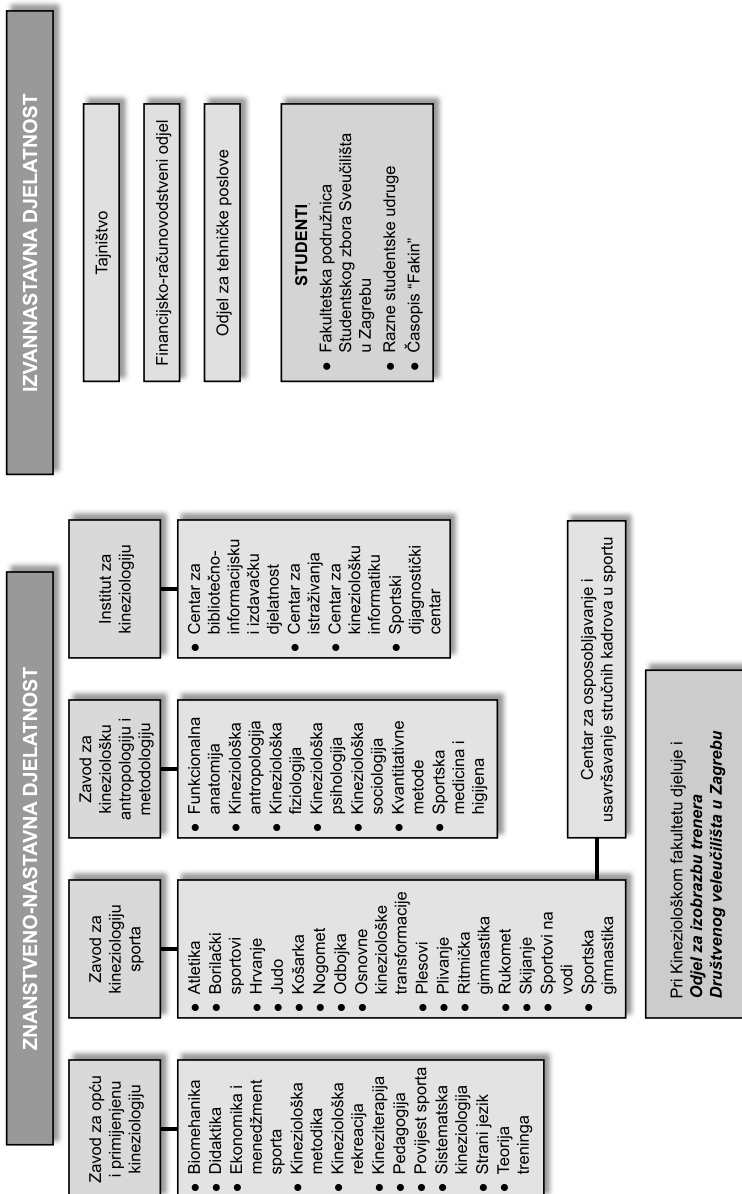 ZNANSTVENO-NASTAVNA DJELATNOST
Zavod za opću
i primijenjenu
kineziologiju
• Biomehanika
• Didaktika
• Ekonomika i
menedžment
sporta
• Kineziološka
metodika
• Kineziološka
rekreacija
• Kineziterapija
• Pedagogija
• Povijest sporta
• Sistematska
kineziologija
• Strani jezik
• Teorija
treninga
Zavod za
kineziologiju
sporta
• Atletika
• Borilački
sportovi
• Hrvanje
• Judo
• Košarka
• Nogomet
• Odbojka
• Osnovne
kineziološke
transformacije
• Plesovi
• Plivanje
• Ritmička
gimnastika
• Rukomet
• Skijanje
• Sportovi na
vodi
• Sportska
gimnastika
Zavod za
kineziološku
antropologiju i
metodologiju
• Funkcionalna
anatomija
• Kineziološka
antropologija
• Kineziološka
fiziologija
• Kineziološka
psihologija
• Kineziološka
sociologija
• Kvantitativne
metode
• Sportska
medicina i
higijena
Institut za
kineziologiju
• Centar za
bibliotečno-
informacijsku
i izdavačku
djelatnost
• Centar za
istraživanja
• Centar za
kineziološku
informatiku
• Sportski
dijagnostički
centar
Centar za osposobljavanje i
usavršavanje stručnih kadrova u sportu
Pri Kineziološkom fakultetu djeluje i
Odjel za izobrazbu trenera
Društvenog veleučilišta u Zagrebu
IZVANNASTAVNA DJELATNOST
Tajništvo
Financijsko-računovodstveni odjel
Odjel za tehničke poslove
STUDENTI
• Fakultetska podružnica
Studentskog zbora Sveučilišta
u Zagrebu
• Razne studentske udruge
• Časopis “Fakin”